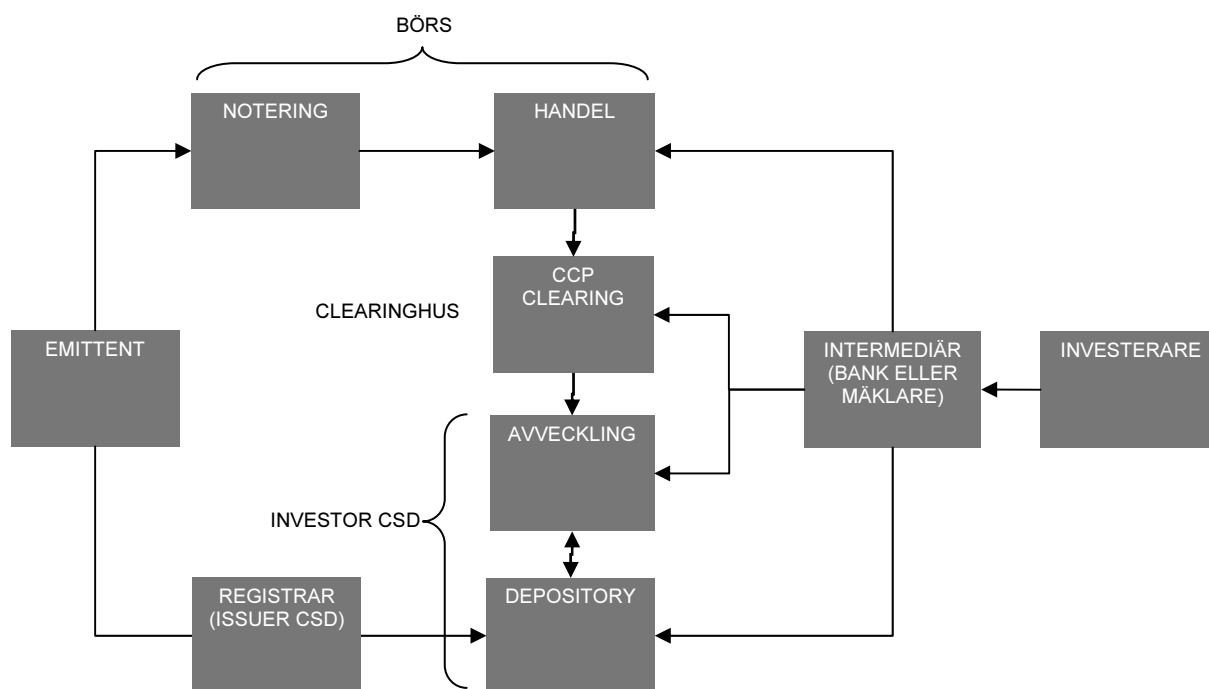 BÖRS
NOTERING
HANDEL
CCP
CLEARING
CLEARINGHUS
EMITTENT
INTERMEDIÄR
(BANK ELLER
MÄKLARE)
INVESTERARE
AVVECKLING
INVESTOR CSD
REGISTRAR
(ISSUER CSD)
DEPOSITORY